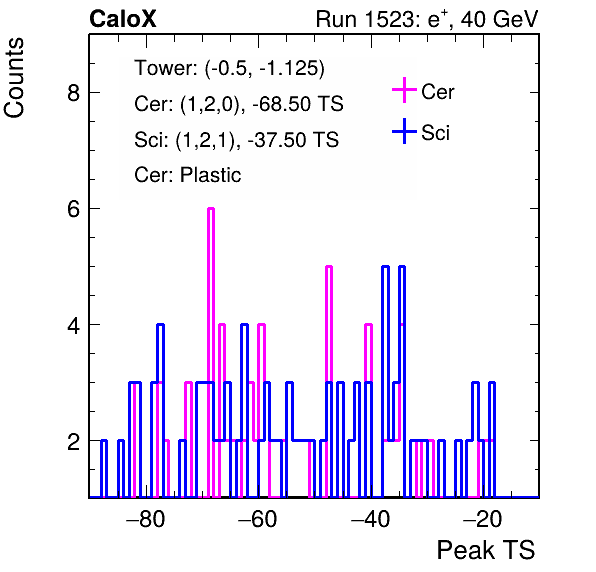 CaloX Run 1523: e⁺, 40 GeV
Counts
Tower: (-0.5, -1.125)
Cer: (1,2,0), -68.50 TS
Sci: (1,2,1), -37.50 TS
Cer: Plastic
Cer
Sci
8
6
4
2
−80 −60 −40 −20
Peak TS